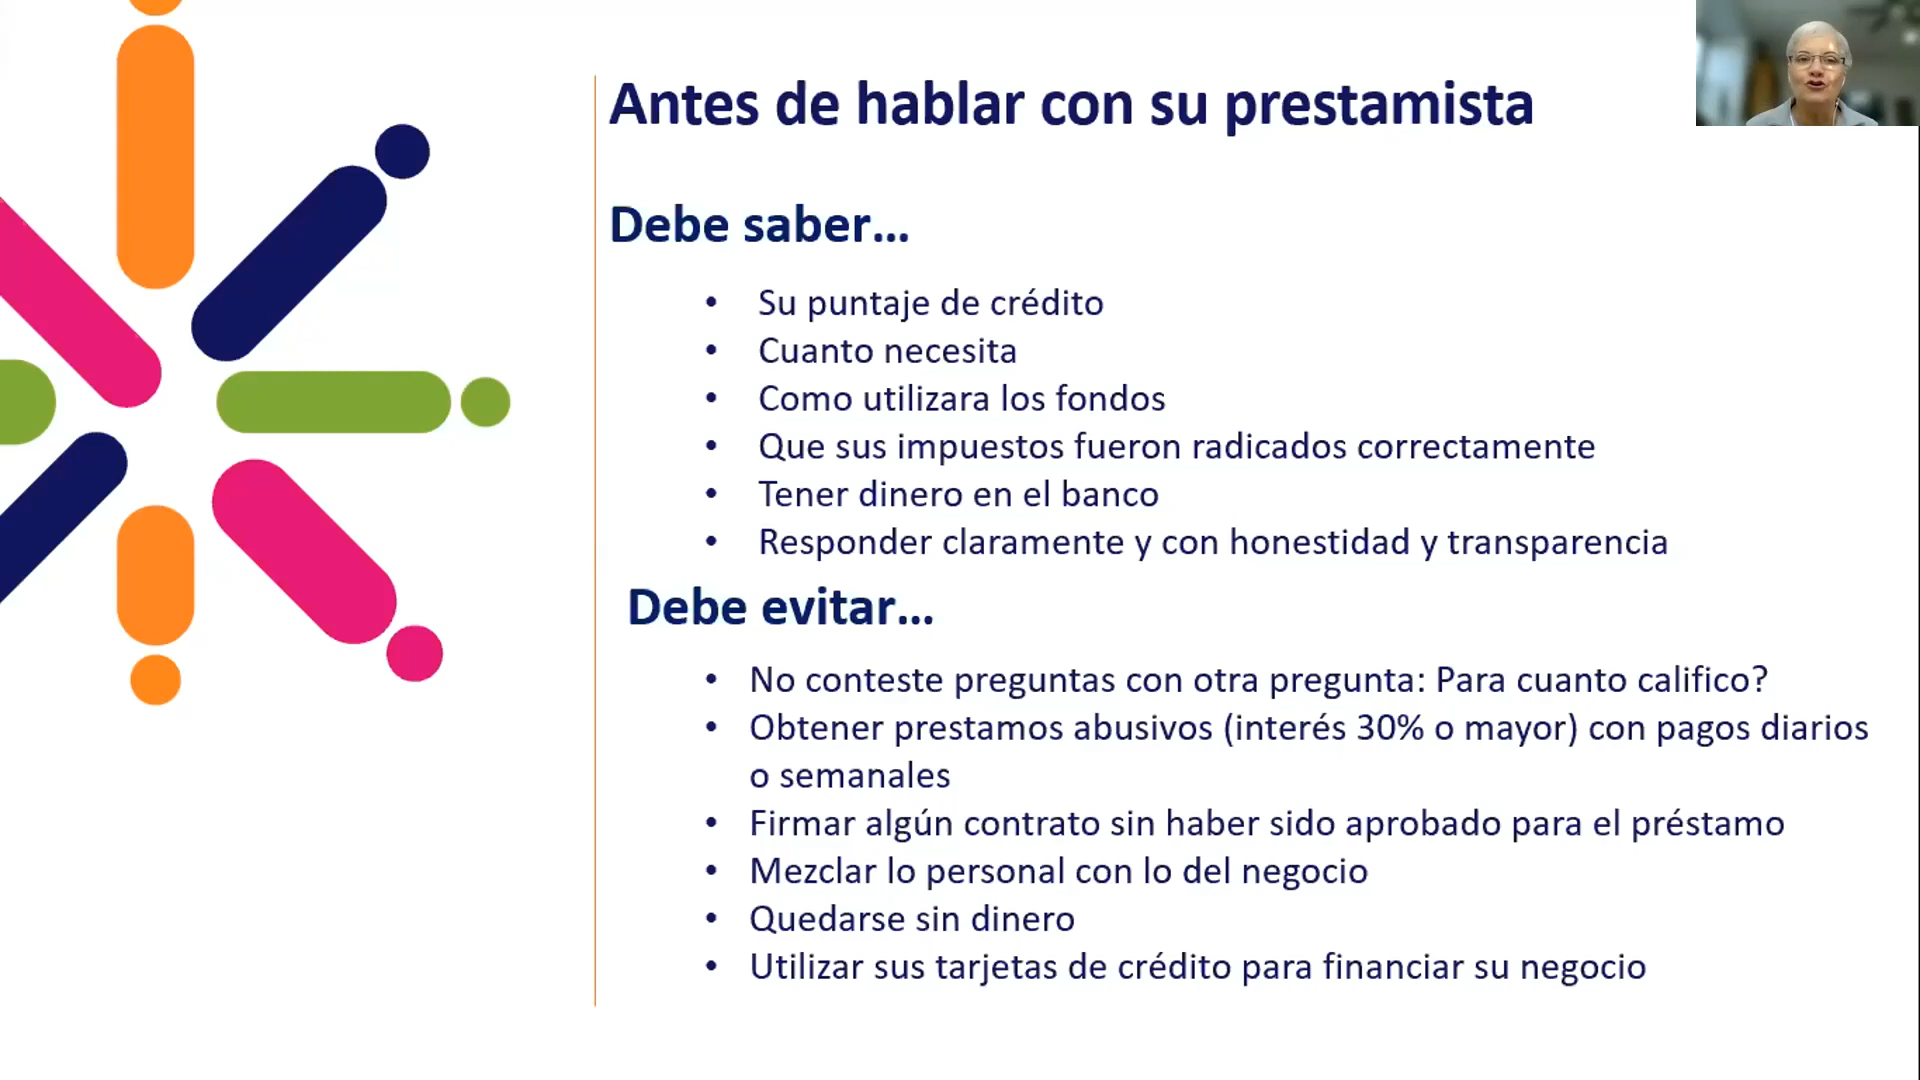 Antes de hablar con su prestamista
Debe saber...
• Su puntaje de crédito
• Cuanto necesita
• Como utilizara los fondos
• Que sus impuestos fueron radicados correctamente
• Tener dinero en el banco
• Responder claramente y con honestidad y transparencia
Debe evitar...
• No conteste preguntas con otra pregunta: Para cuanto califico?
• Obtener prestamos abusivos (interés 30% o mayor) con pagos diarios
o semanales
• Firmar algún contrato sin haber sido aprobado para el préstamo
• Mezclar lo personal con lo del negocio
• Quedarse sin dinero
• Utilizar sus tarjetas de crédito para financiar su negocio